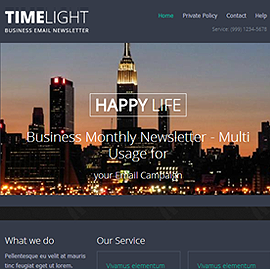 TIMELIGHT
BUSINESS EMAIL NEWSLETTER
Home Private Policy Contact Help
Service: (999) 1234-5678
HAPPY LIFE
Business Monthly Newsletter - Multi
Usage for
your Email Campaign
What we do
Pellentesque eu velit at mauris
tinc feugiat eget ut lorem,
Our Service
Vivamus elementum
Vivamus elementum